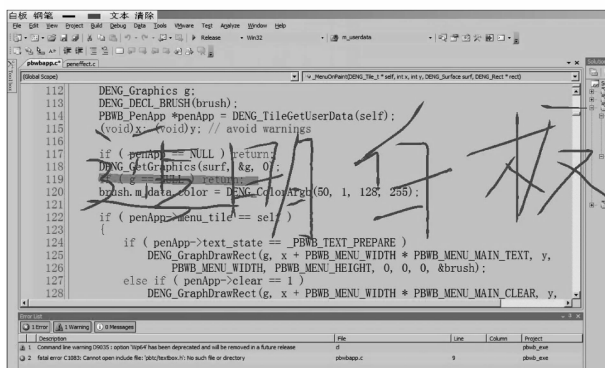 白板 钢笔 文本 清除
File Edit View Project Build Debug Data Tools VMware Test Analyze Window Help
Release Win32 m_userdata
pbwbapp.c* peneffect.c
(Global Scope) _MenuOnPaint(DENG_Tile_t * self, int x, int y, DENG_Surface surf, DENG_Rect * rect)
112 DENG_Graphics g;
113 DENG_DECL_BRUSH(brush);
114 PBWB_PenApp *penApp = DENG_TileGetUserData(self);
115 (void)x; (void)y; // avoid warnings
116
117 if ( penApp == NULL ) return;
118 DENG_GetGraphics(surf, &g, 0);
119 if ( g == NULL ) return;
120 brush.m_data.color = DENG_ColorArgb(50, 1, 128, 255);
121
122 if ( penApp->menu_tile == self )
123 {
124 if ( penApp->text_state == _PBWB_TEXT_PREPARE )
125 DENG_GraphDrawRect(g, x + PBWB_MENU_WIDTH * PBWB_MENU_MAIN_TEXT, y,
126 PBWB_MENU_WIDTH, PBWB_MENU_HEIGHT, 0, 0, 0, &brush);
127 else if ( penApp->clear == 1 )
128 DENG_GraphDrawRect(g, x + PBWB_MENU_WIDTH * PBWB_MENU_MAIN_CLEAR, y,
透明白板
Error List
1 Error 1 Warning 0 Messages
Description File Line Column Project
1 Command line warning D9035 : option 'Wp64' has been deprecated and will be removed in a future release cl pbwb_exe
2 fatal error C1083: Cannot open include file: 'pbtc/textbox.h': No such file or directory pbwbapp.c 9 pbwb_exe